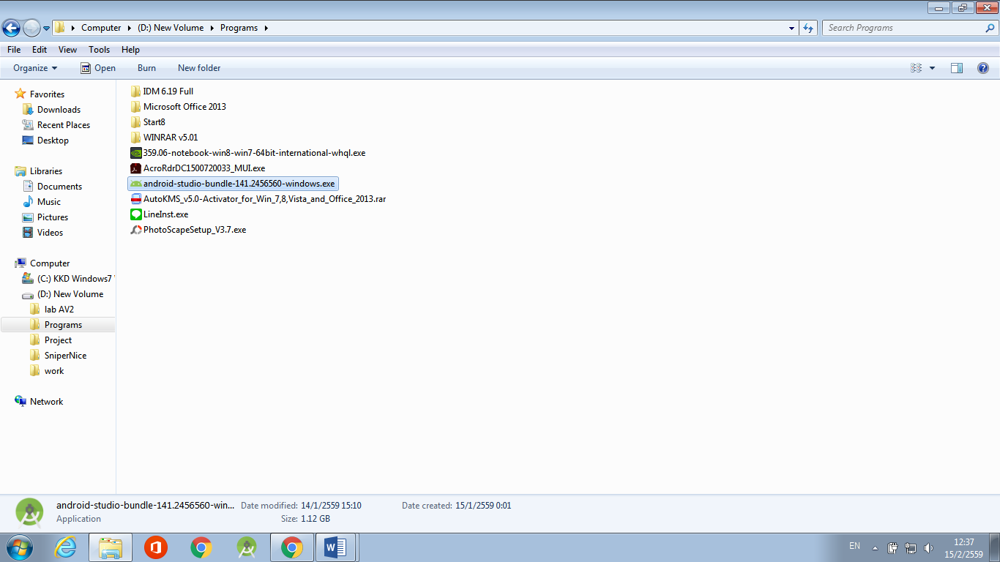 Computer ▸ (D:) New Volume ▸ Programs
Search Programs
File Edit View Tools Help
Organize Open Burn New folder
Favorites
Downloads
Recent Places
Desktop
Libraries
Documents
Music
Pictures
Videos
Computer
(C:) KKD Windows7
(D:) New Volume
lab AV2
Programs
Project
SniperNice
work
Network
IDM 6.19 Full
Microsoft Office 2013
Start8
WINRAR v5.01
359.06-notebook-win8-win7-64bit-international-whql.exe
AcroRdrDC1500720033_MUI.exe
android-studio-bundle-141.2456560-windows.exe
AutoKMS_v5.0-Activator_for_Win_7,8,Vista_and_Office_2013.rar
LineInst.exe
PhotoScapeSetup_V3.7.exe
android-studio-bundle-141.2456560-win... Date modified: 14/1/2559 15:10 Date created: 15/1/2559 0:01
Application Size: 1.12 GB
EN
12:37
15/2/2559